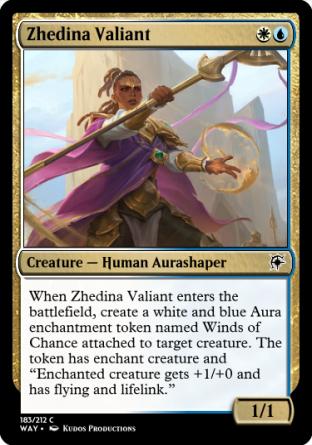 Zhedina Valiant
Creature — Human Aurashaper
When Zhedina Valiant enters the
battlefield, create a white and blue Aura
enchantment token named Winds of
Chance attached to target creature. The
token has enchant creature and
“Enchanted creature gets +1/+0 and
has flying and lifelink.”
1/1
183/212 C
WAY • Kudos Productions